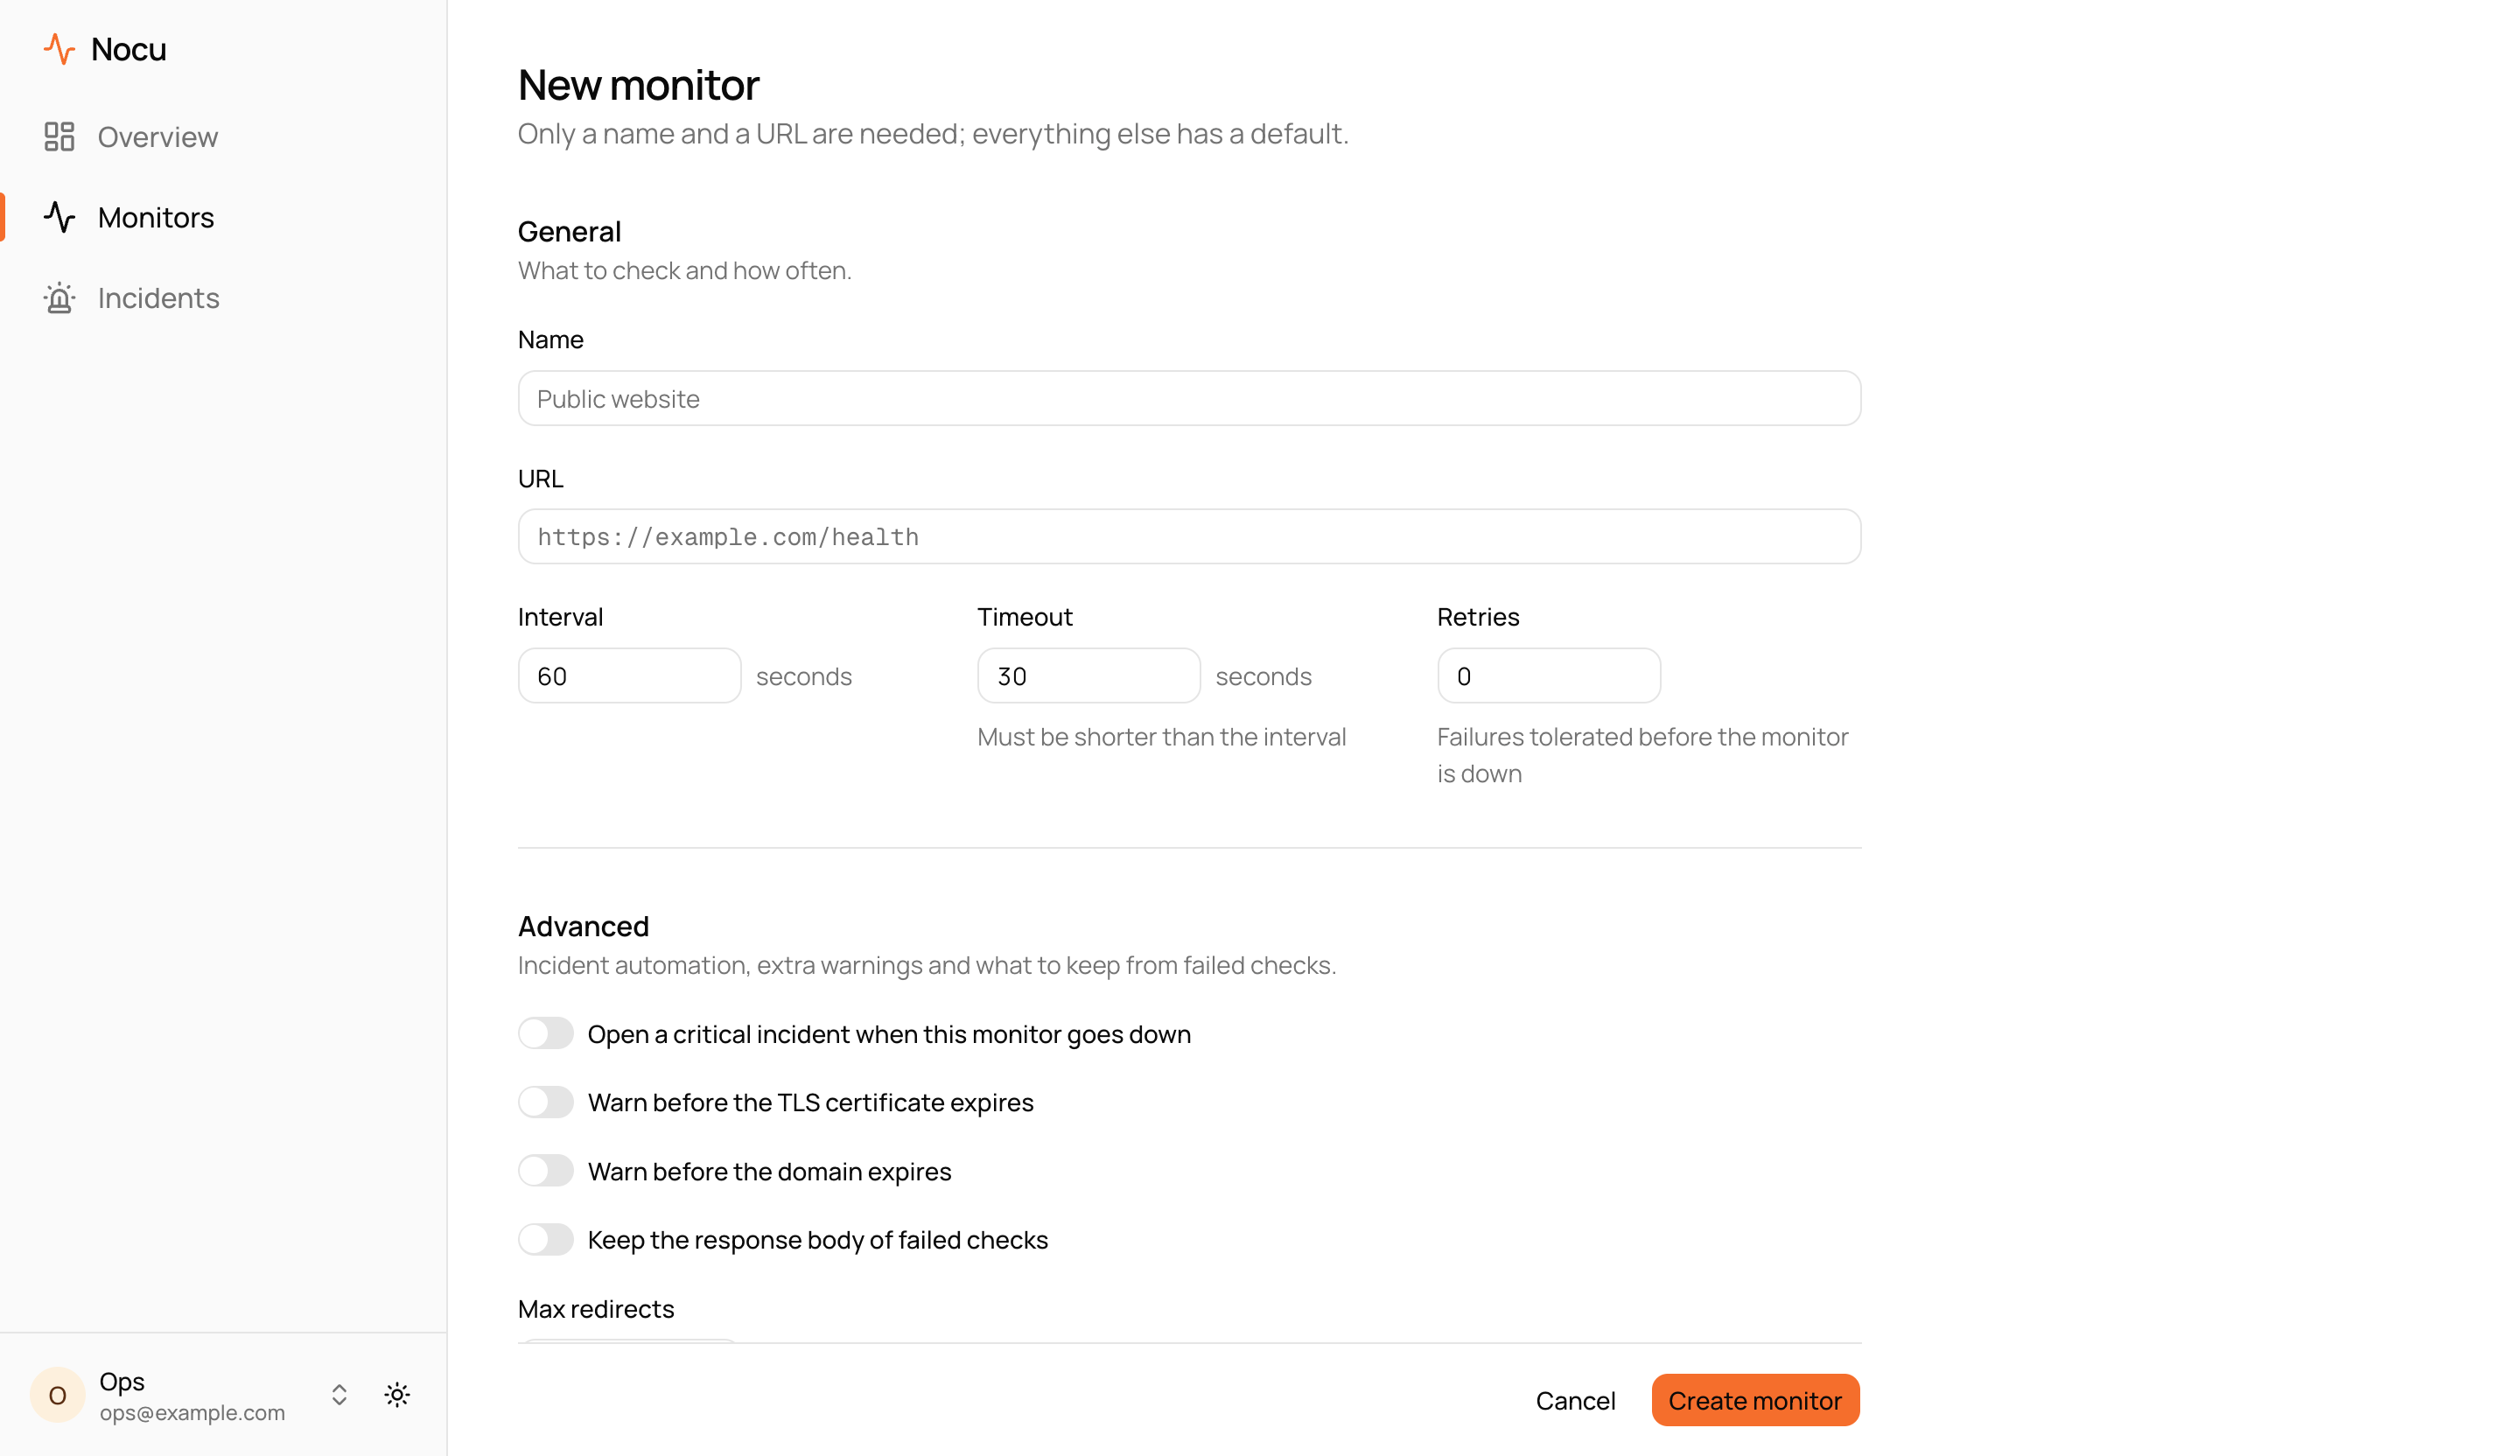 Nocu
Overview
Monitors
Incidents
Ops
ops@example.com
O
New monitor
Only a name and a URL are needed; everything else has a default.
General
What to check and how often.
Name
Public website
URL
https://example.com/health
Interval
60 seconds
Timeout
30 seconds
Must be shorter than the interval
Retries
0
Failures tolerated before the monitor
is down
Advanced
Incident automation, extra warnings and what to keep from failed checks.
Open a critical incident when this monitor goes down
Warn before the TLS certificate expires
Warn before the domain expires
Keep the response body of failed checks
Max redirects
Cancel
Create monitor